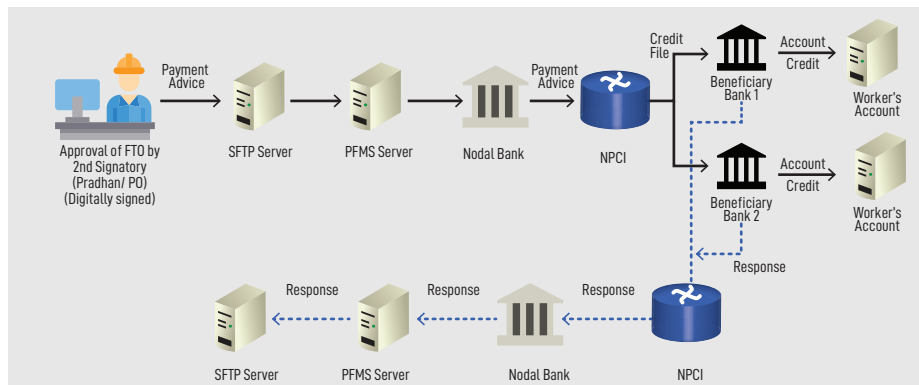 Approval of FTO by
2nd Signatory
(Pradhan/ PO)
(Digitally signed)
Payment
Advice
SFTP Server
PFMS Server
Nodal Bank
Payment
Advice
NPCI
Credit
File
Beneficiary
Bank 1
Account
Credit
Worker's
Account
Beneficiary
Bank 2
Account
Credit
Worker's
Account
Response
NPCI
Response
Nodal Bank
Response
PFMS Server
Response
SFTP Server